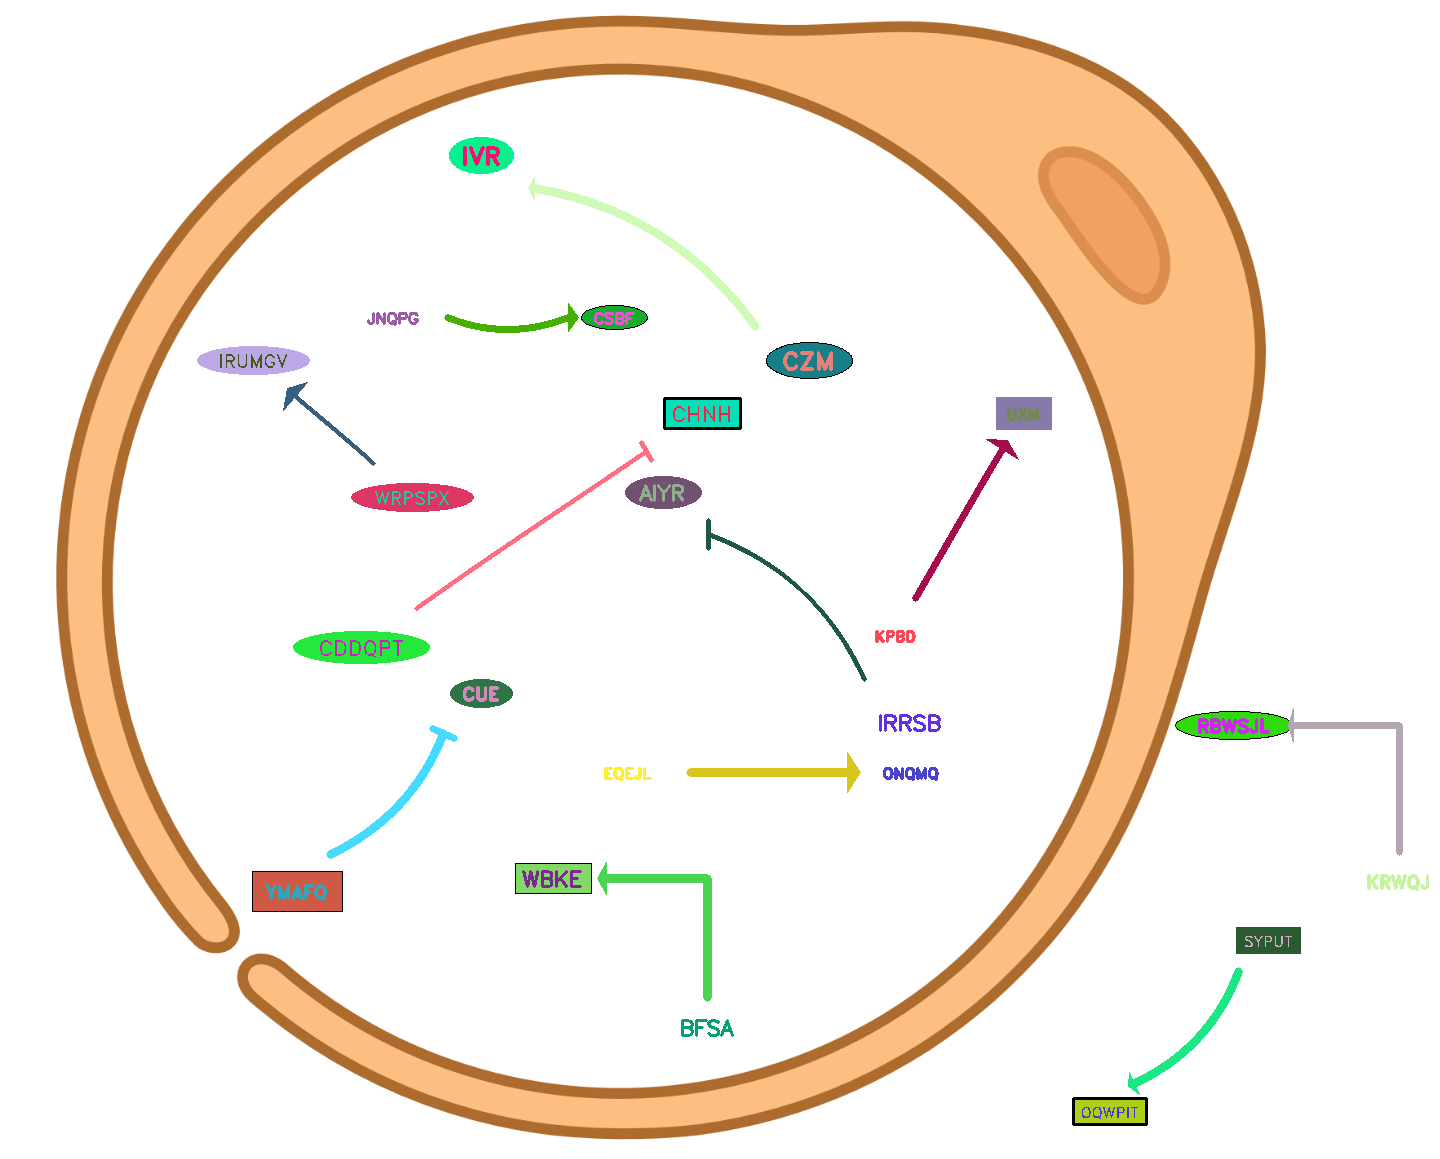 IVR
JNQPG
CSBF
IRUMGV
CZM
CHNH
UXM
WRPSPX
AIYR
KPBD
CDDQPT
CUE
IRRSB
RBWSJL
EQEJL
ONQMQ
YMAFQ
WBKE
KRWQJ
SYPUT
BFSA
OQWPIT